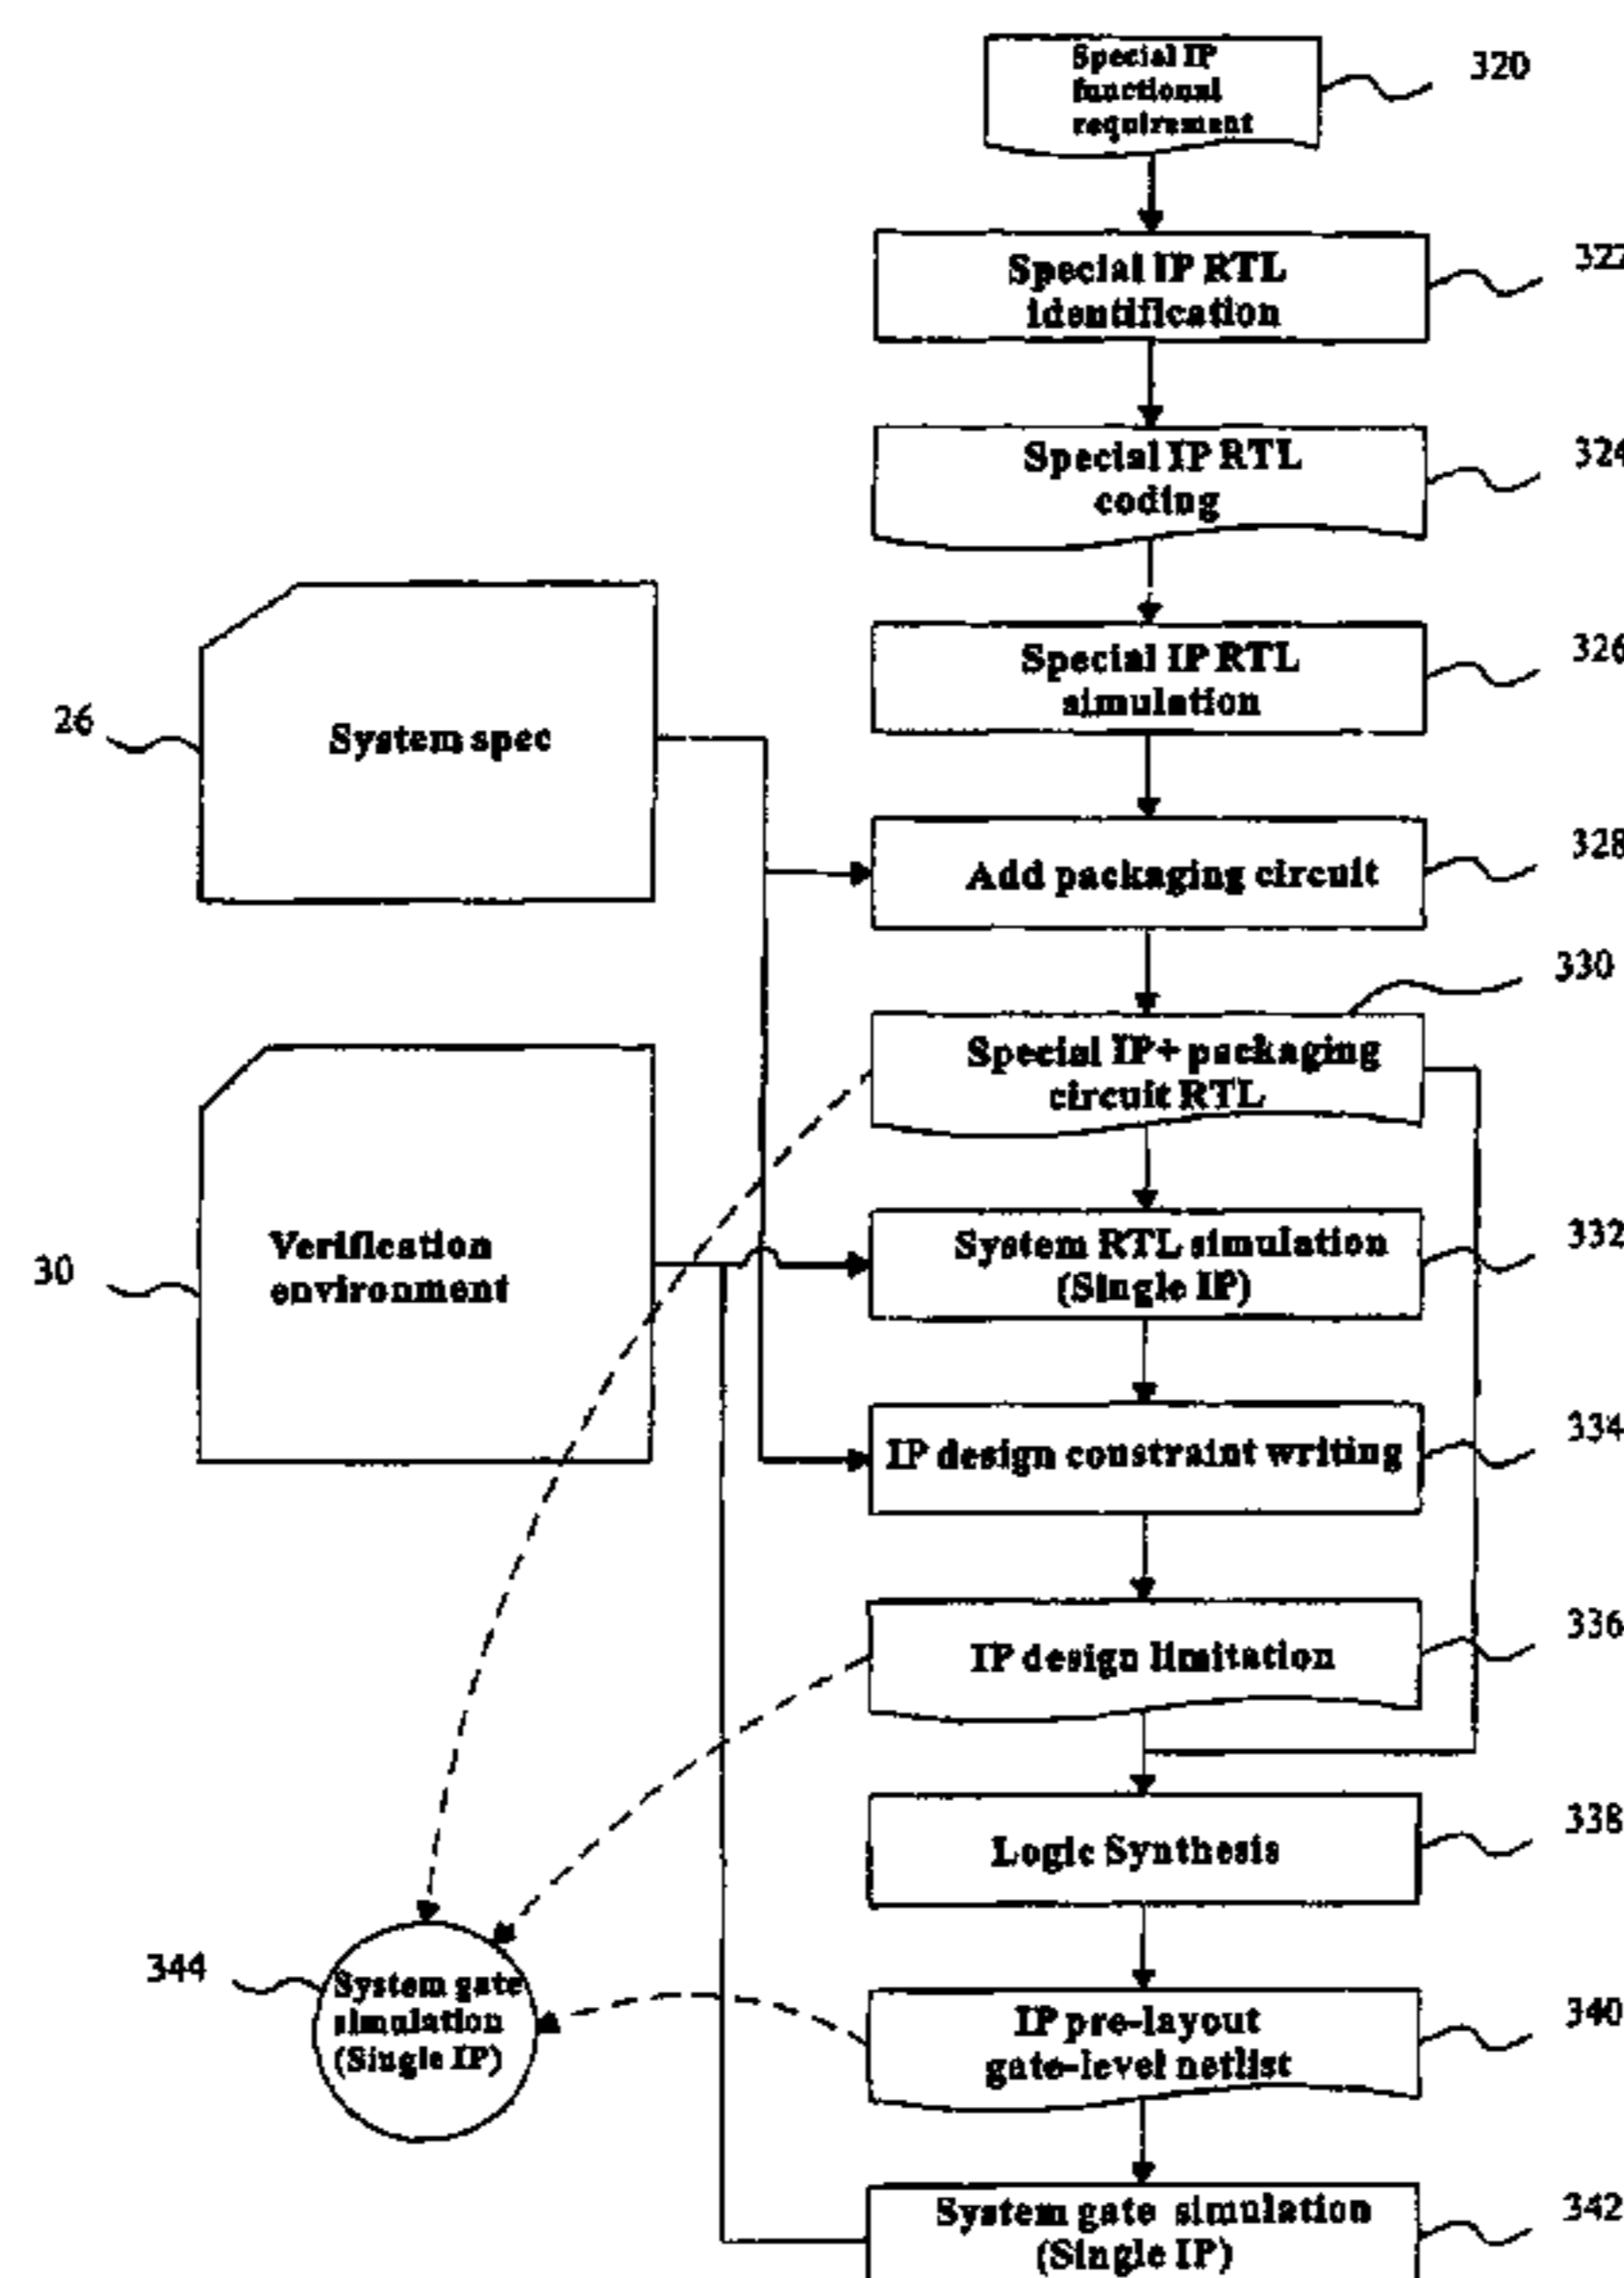 Special IP
functional
requirement
320
Special IP RTL
identification
322
Special IP RTL
coding
324
Special IP RTL
simulation
326
26
System spec
Add packaging circuit
328
330
Special IP+ packaging
circuit RTL
30
Verification
environment
System RTL simulation
(Single IP)
332
IP design constraint writing
334
IP design limitation
336
Logic Synthesis
338
344
System gate
simulation
(Single IP)
IP pre-layout
gate-level netlist
340
System gate simulation
(Single IP)
342